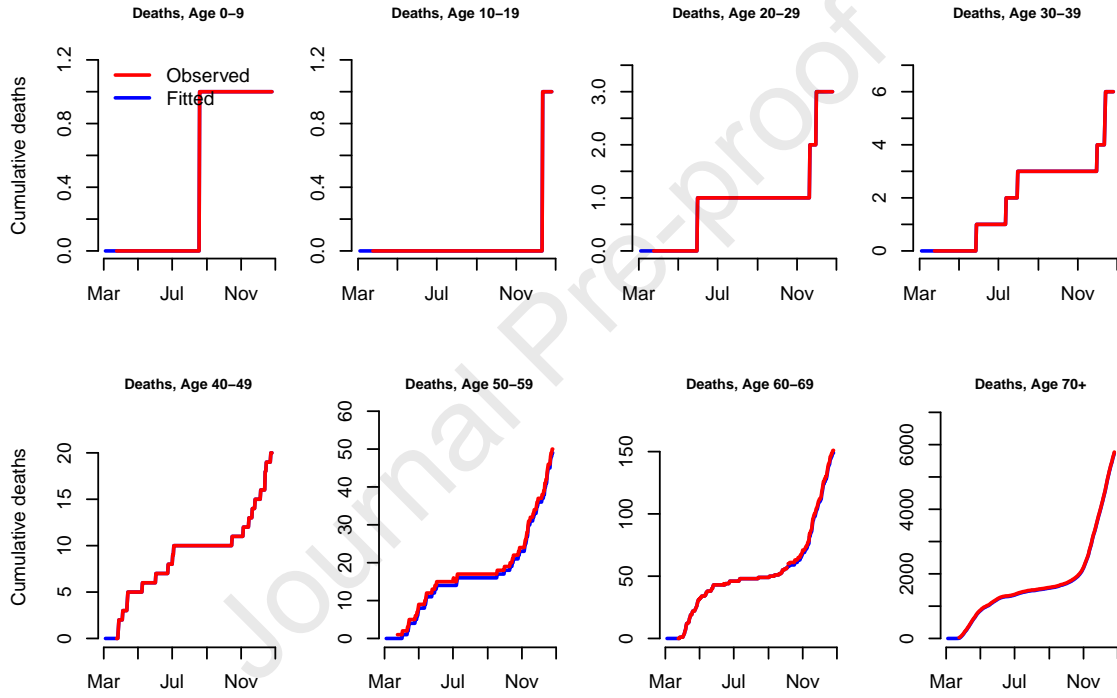 Deaths, Age 0–9
Deaths, Age 10–19
Deaths, Age 20–29
Deaths, Age 30–39
Cumulative deaths
0.0
0.4
0.8
1.2
Observed
Fitted
Mar
Jul
Nov
0.0
0.4
0.8
1.2
Mar
Jul
Nov
0.0
1.0
2.0
3.0
Mar
Jul
Nov
0
2
4
6
Mar
Jul
Nov
Deaths, Age 40–49
Deaths, Age 50–59
Deaths, Age 60–69
Deaths, Age 70+
Cumulative deaths
0
5
10
15
20
Mar
Jul
Nov
0
10
20
30
40
50
60
Mar
Jul
Nov
0
50
100
150
Mar
Jul
Nov
0
2000
4000
6000
Mar
Jul
Nov
Journal Pre-proof